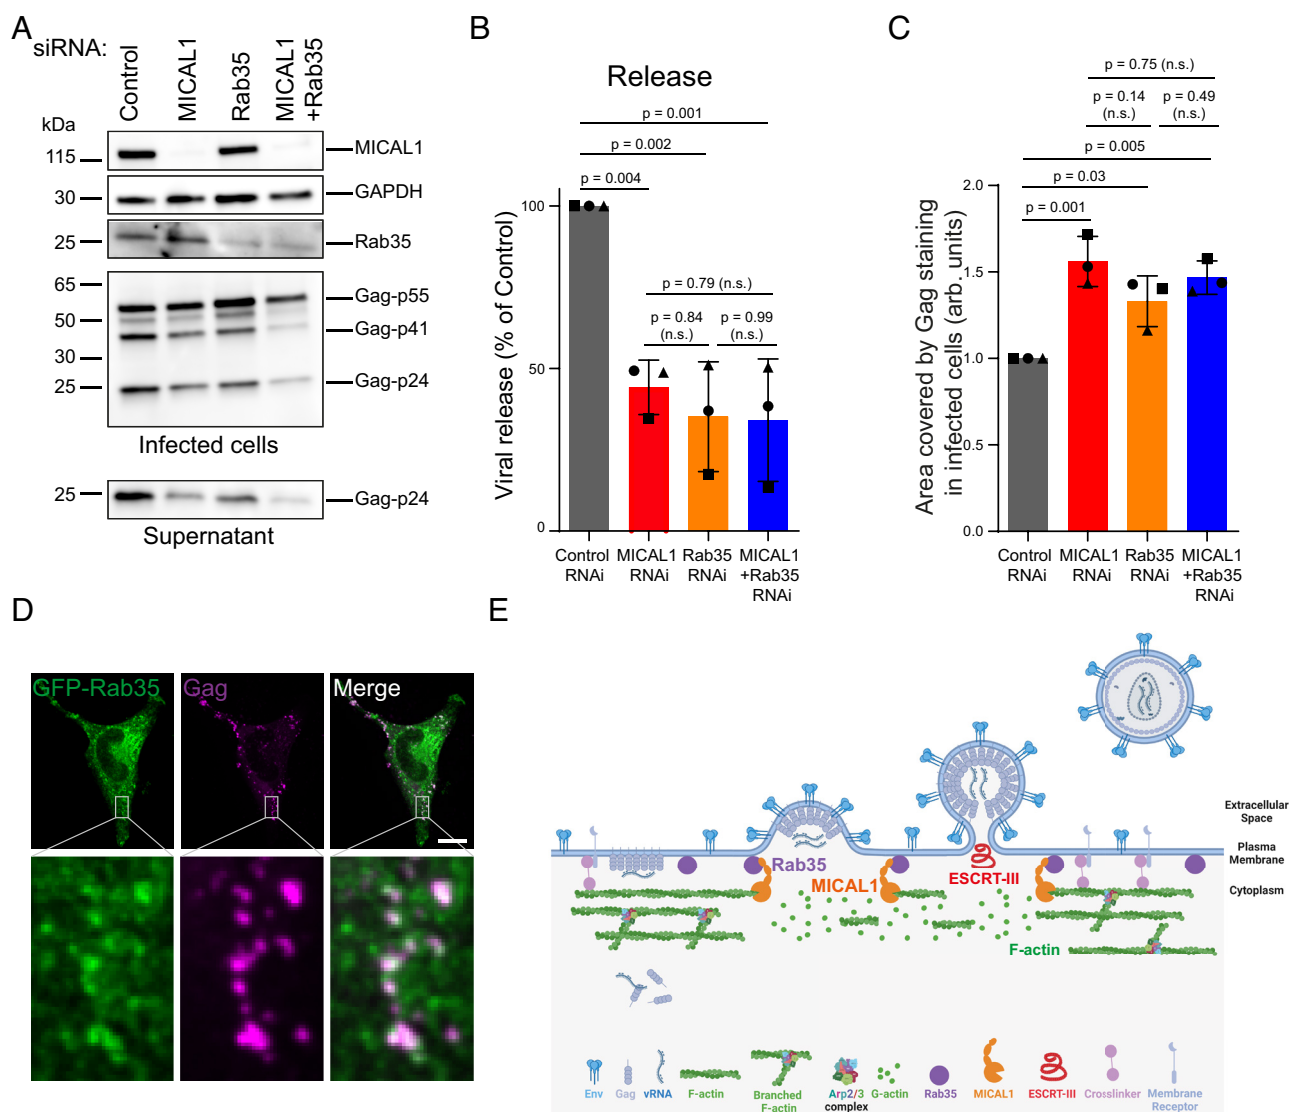 A
siRNA:
Control
MICAL1
Rab35
MICAL1
+Rab35
kDa
115
MICAL1
30
GAPDH
25
Rab35
65
50
30
25
Gag-p55
Gag-p41
Gag-p24
Infected cells
25
Gag-p24
Supernatant
B
Release
p = 0.001
p = 0.002
p = 0.004
p = 0.79 (n.s.)
p = 0.84
(n.s.)
p = 0.99
(n.s.)
Viral release (% of Control)
100
50
0
Control
RNAi
MICAL1
RNAi
Rab35
RNAi
MICAL1
+Rab35
RNAi
C
p = 0.75 (n.s.)
p = 0.14
(n.s.)
p = 0.49
(n.s.)
p = 0.005
p = 0.03
p = 0.001
Area covered by Gag staining
in infected cells (arb. units)
2.0
1.5
1.0
0.5
0.0
Control
RNAi
MICAL1
RNAi
Rab35
RNAi
MICAL1
+Rab35
RNAi
D
GFP-Rab35
Gag
Merge
E
Extracellular
Space
Plasma
Membrane
Cytoplasm
Rab35
MICAL1
ESCRT-III
F-actin
Env
Gag
vRNA
F-actin
Branched
F-actin
Arp2/3
complex
G-actin
Rab35
MICAL1
ESCRT-III
Crosslinker
Membrane
Receptor